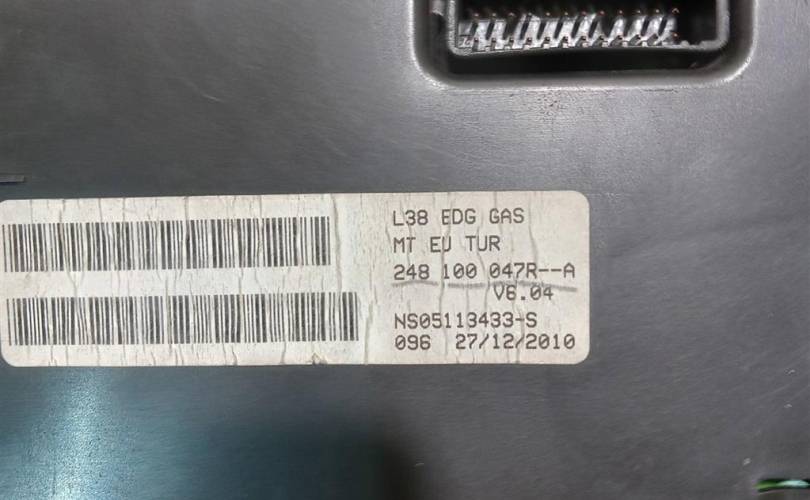 L38 EDG GAS
MT EU TUR
248 100 047R--A
V6.04
NS05113433-S
096 27/12/2010